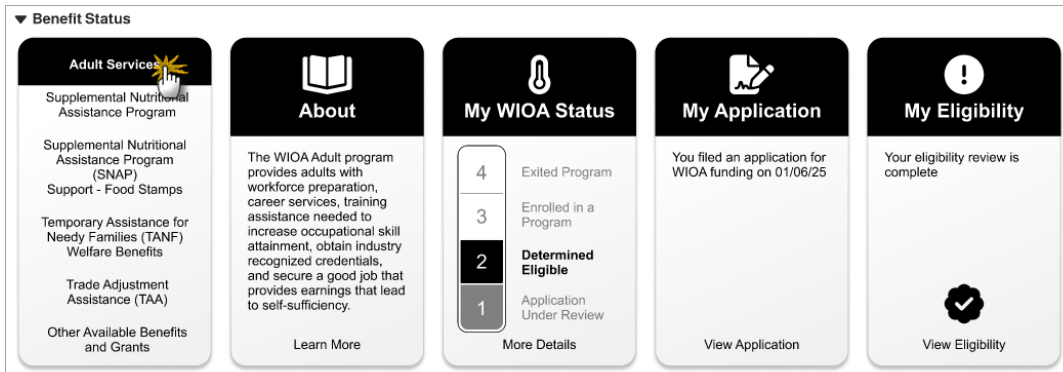 Benefit Status
Adult Services
Supplemental Nutritional
Assistance Program
Supplemental Nutritional
Assistance Program
(SNAP)
Support - Food Stamps
Temporary Assistance for
Needy Families (TANF)
Welfare Benefits
Trade Adjustment
Assistance (TAA)
Other Available Benefits
and Grants
About
The WIOA Adult program
provides adults with
workforce preparation,
career services, training
assistance needed to
increase occupational skill
attainment, obtain industry
recognized credentials,
and secure a good job that
provides earnings that lead
to self-sufficiency.
Learn More
My WIOA Status
4 Exited Program
3 Enrolled in a
Program
2 Determined
Eligible
1 Application
Under Review
More Details
My Application
You filed an application for
WIOA funding on 01/06/25
View Application
My Eligibility
Your eligibility review is
complete
View Eligibility